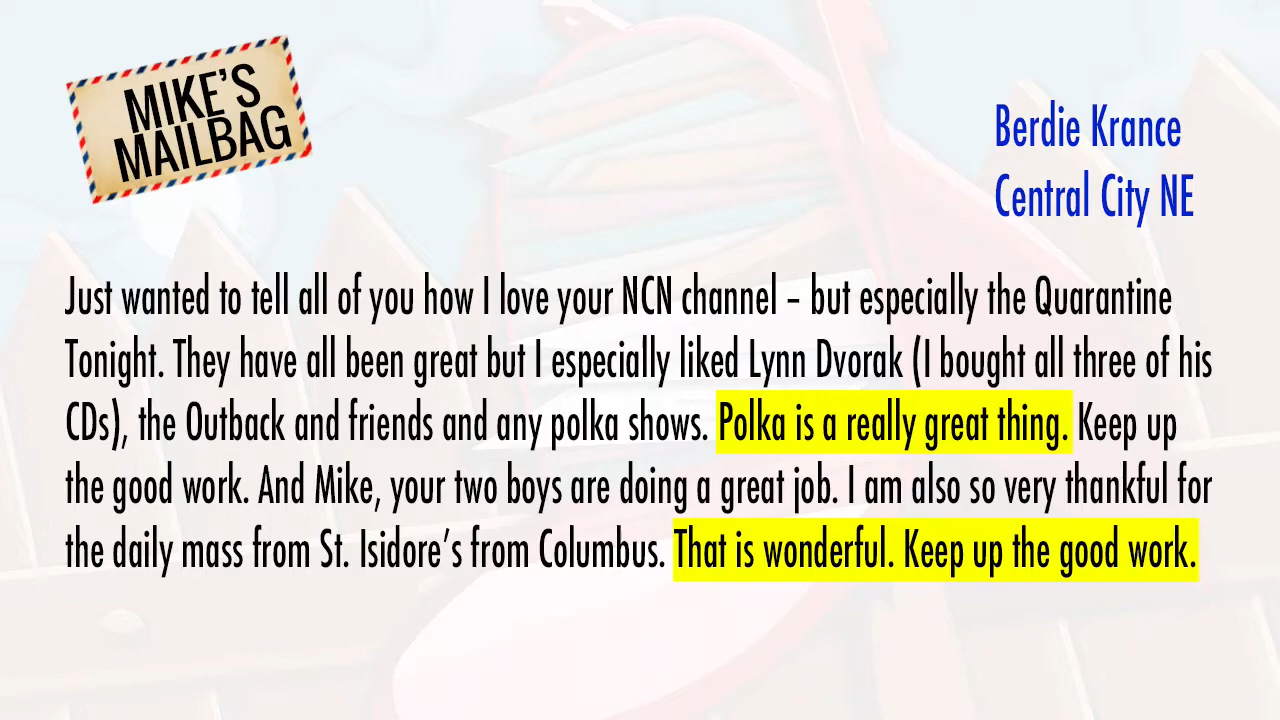 MIKE'S
MAILBAG
Berdie Krance
Central City NE
Just wanted to tell all of you how I love your NCN channel – but especially the Quarantine
Tonight. They have all been great but I especially liked Lynn Dvorak (I bought all three of his
CDs), the Outback and friends and any polka shows. Polka is a really great thing. Keep up
the good work. And Mike, your two boys are doing a great job. I am also so very thankful for
the daily mass from St. Isidore's from Columbus. That is wonderful. Keep up the good work.